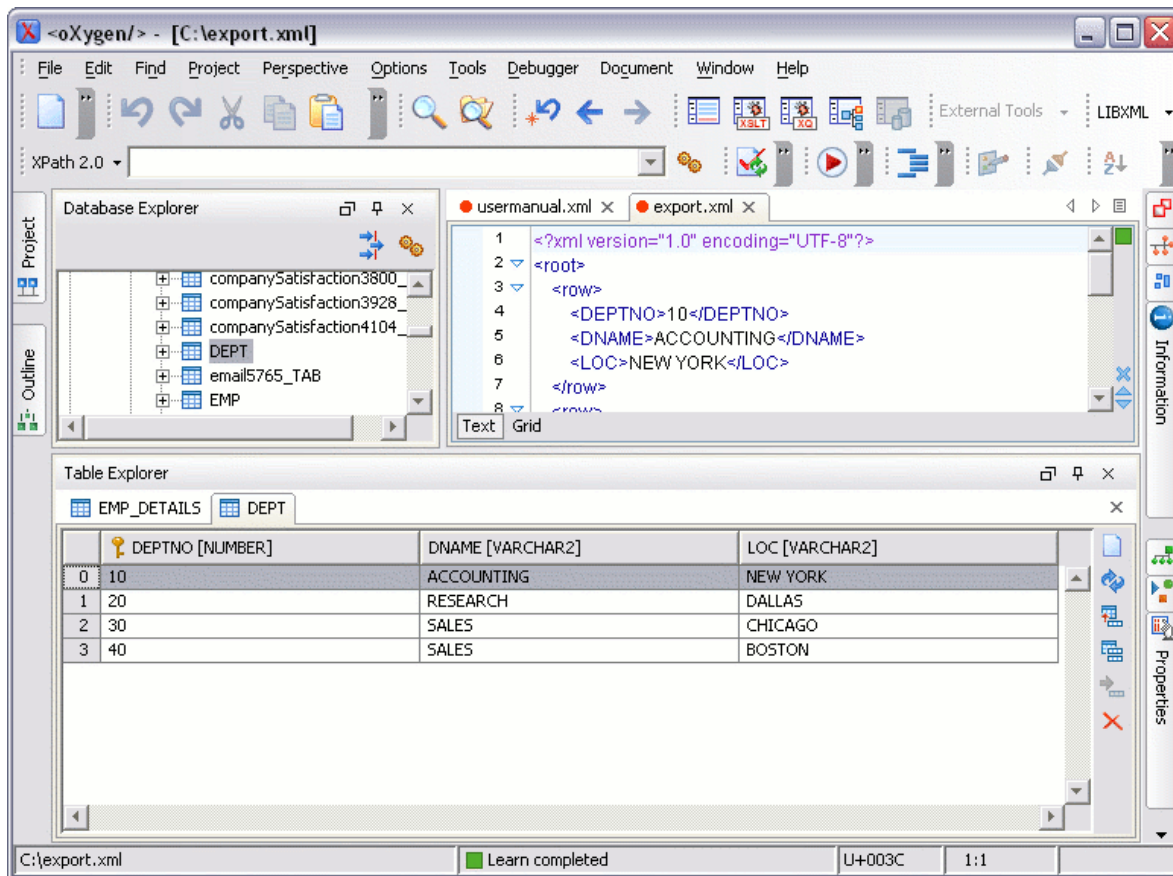 <oXygen/> - [C:\export.xml]
File Edit Find Project Perspective Options Tools Debugger Document Window Help
XSLT XQ External Tools LIBXML
XPath 2.0
Project
Outline
Database Explorer
companySatisfaction3800_
companySatisfaction3928_
companySatisfaction4104_
DEPT
email5765_TAB
EMP
usermanual.xml export.xml
1 <?xml version="1.0" encoding="UTF-8"?>
2 <root>
3 <row>
4 <DEPTNO>10</DEPTNO>
5 <DNAME>ACCOUNTING</DNAME>
6 <LOC>NEW YORK</LOC>
7 </row>
8 <row>
Text Grid
Information
Properties
Table Explorer
EMP_DETAILS DEPT
DEPTNO [NUMBER] DNAME [VARCHAR2] LOC [VARCHAR2]
0 10 ACCOUNTING NEW YORK
1 20 RESEARCH DALLAS
2 30 SALES CHICAGO
3 40 SALES BOSTON
C:\export.xml Learn completed U+003C 1:1